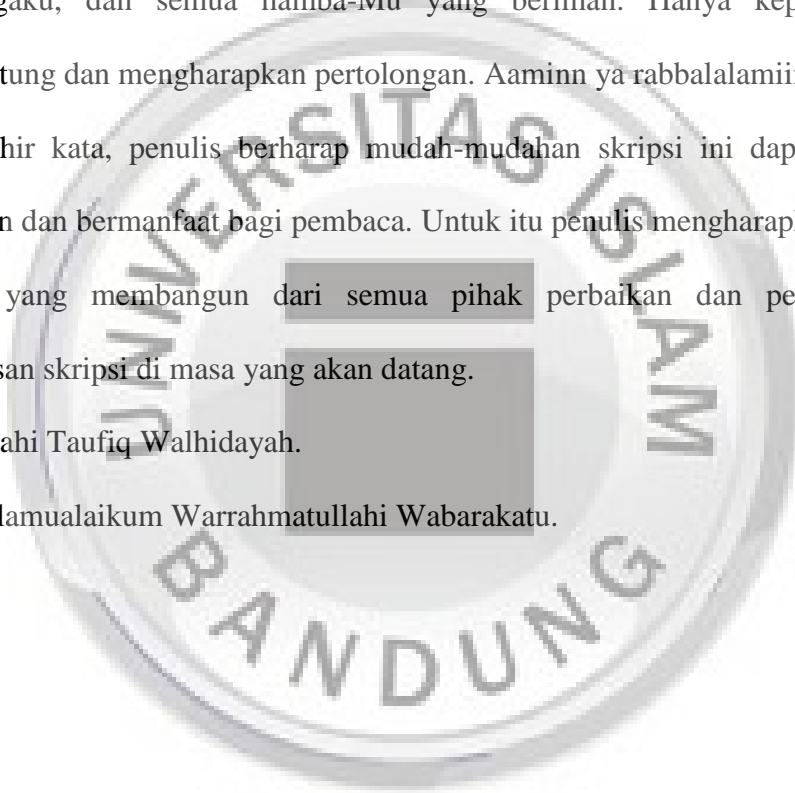 gaku, dan semua hamba-Mu yang beriman. Hanya kep
tung dan mengharapkan pertolongan. Aaminn ya rabbalalamii
hir kata, penulis berharap mudah-mudahan skripsi ini dap
n dan bermanfaat bagi pembaca. Untuk itu penulis mengharap
yang membangun dari semua pihak perbaikan dan pe
san skripsi di masa yang akan datang.
ahi Taufiq Walhidayah.
lamualaikum Warrahmatullahi Wabarakatu.
UNIVERSITAS ISLAM
BANDUNG